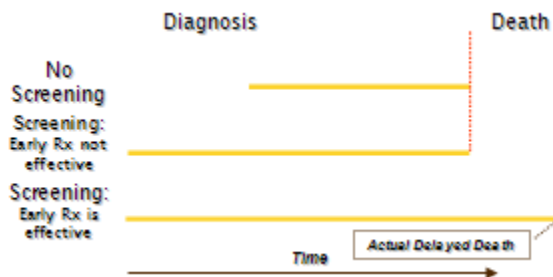 Diagnosis Death
No
Screening
Screening:
Early Rx not
effective
Screening:
Early Rx is
effective
Actual Delayed Death
Time